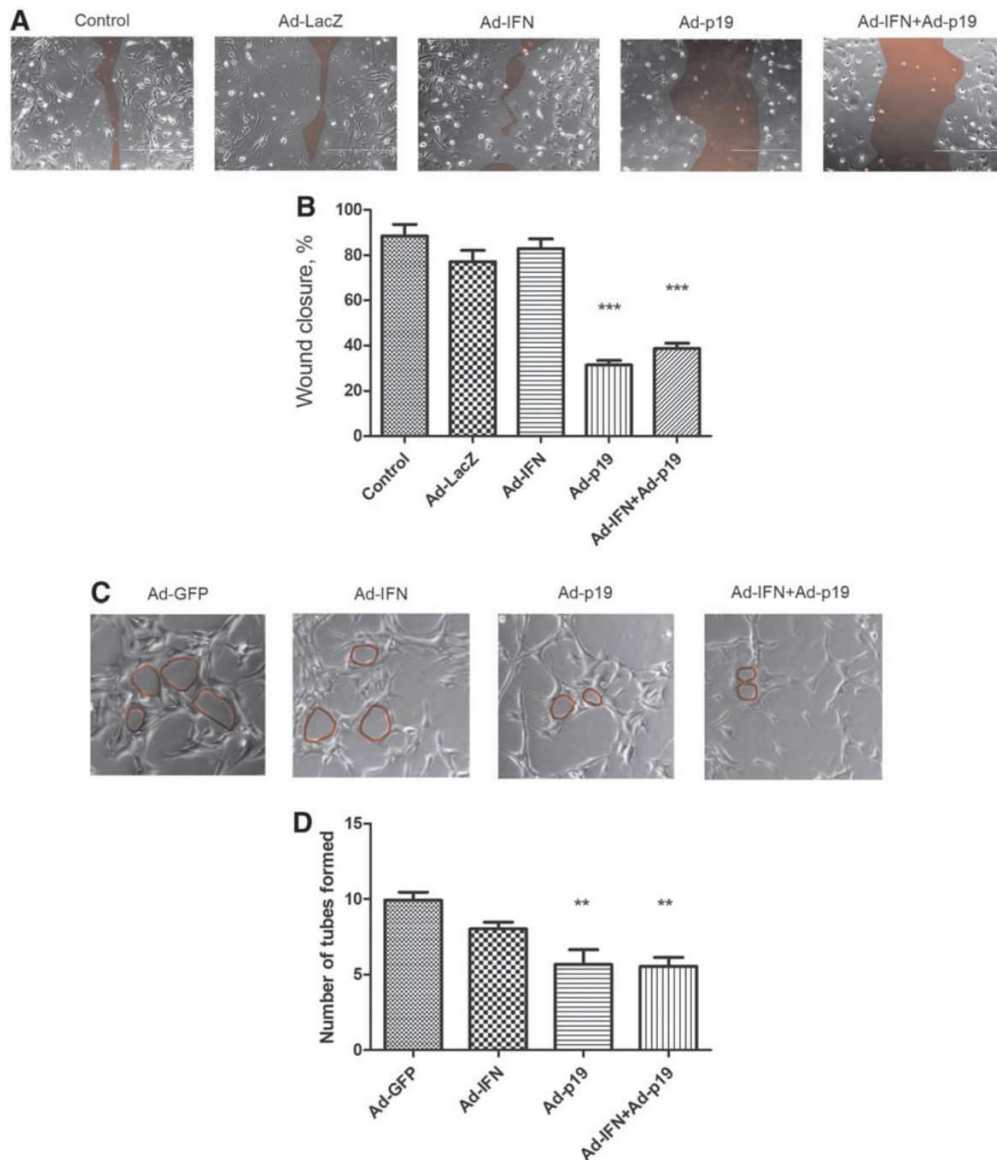 A
Control
Ad-LacZ
Ad-IFN
Ad-p19
Ad-IFN+Ad-p19
B
Wound closure, %
100
80
60
40
20
0
***
***
Control
Ad-LacZ
Ad-IFN
Ad-p19
Ad-IFN+Ad-p19
C
Ad-GFP
Ad-IFN
Ad-p19
Ad-IFN+Ad-p19
D
Number of tubes formed
15
10
5
0
**
**
Ad-GFP
Ad-IFN
Ad-p19
Ad-IFN+Ad-p19